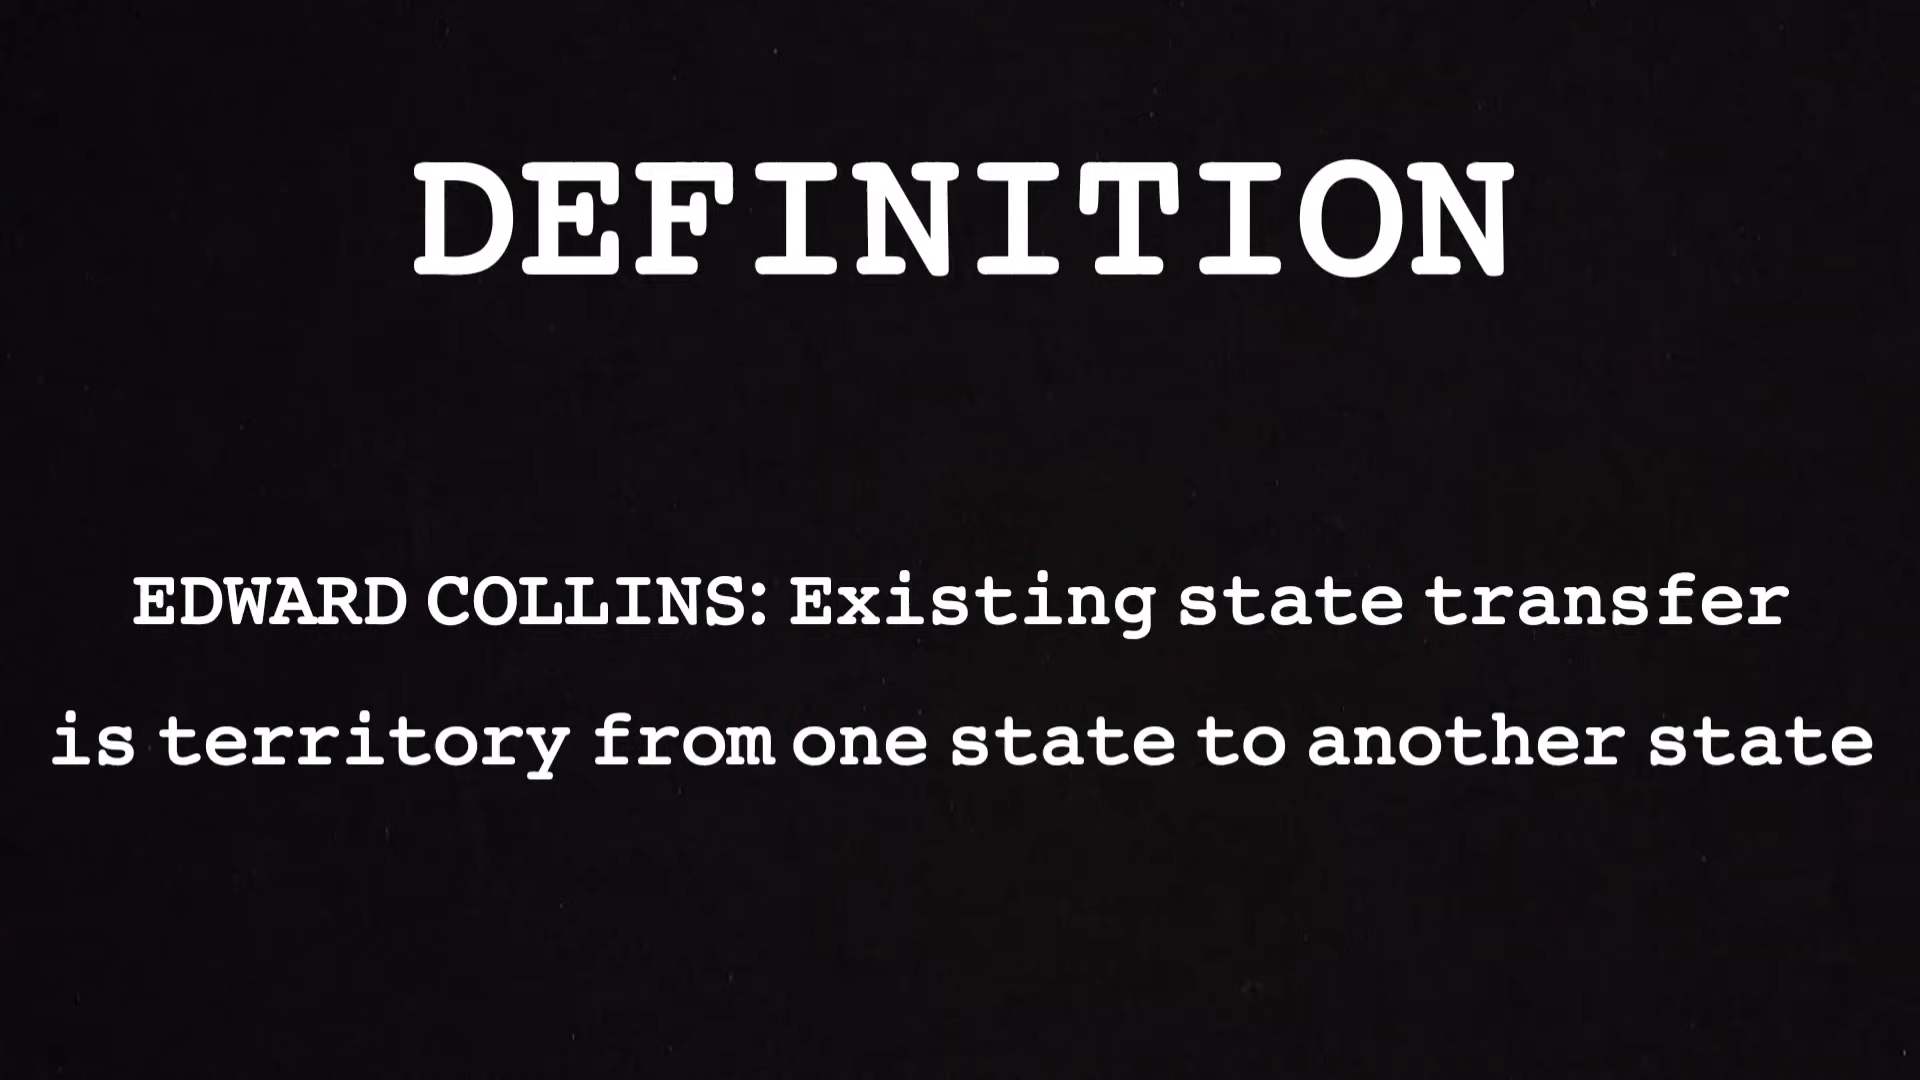 DEFINITION
EDWARD COLLINS: Existing state transfer
is territory from one state to another state